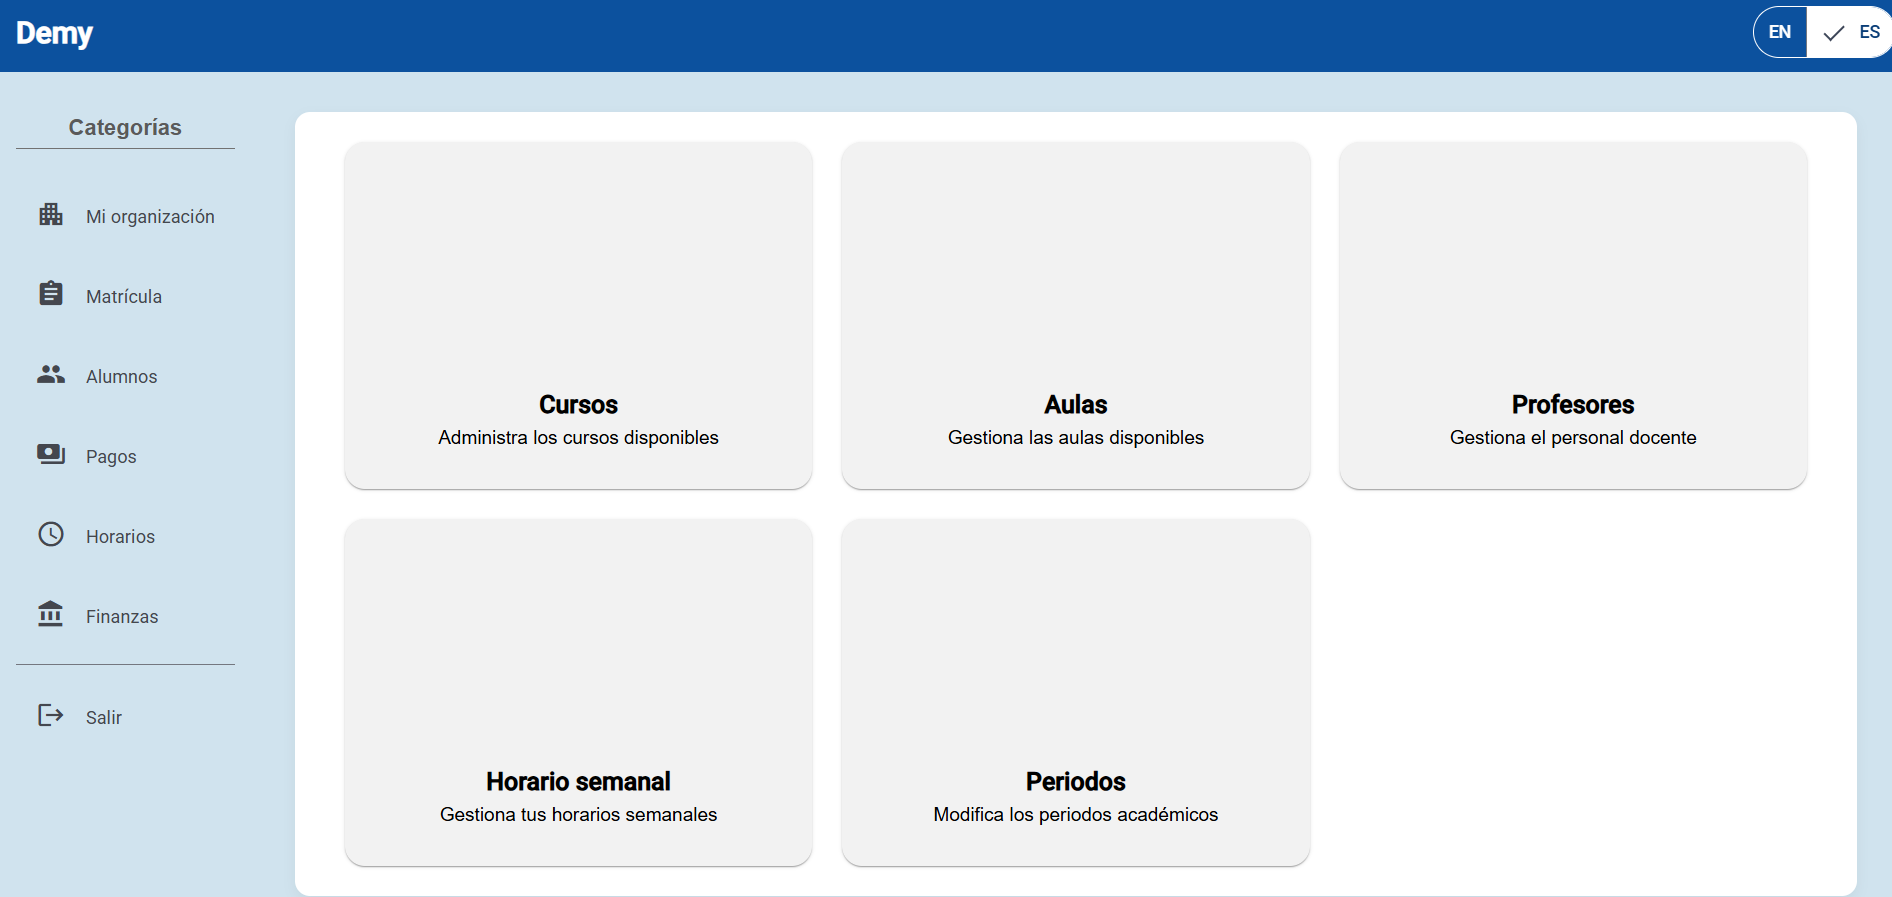 Demy
EN
ES
Categorías
Mi organización
Matrícula
Alumnos
Pagos
Horarios
Finanzas
Salir
Cursos
Administra los cursos disponibles
Aulas
Gestiona las aulas disponibles
Profesores
Gestiona el personal docente
Horario semanal
Gestiona tus horarios semanales
Periodos
Modifica los periodos académicos